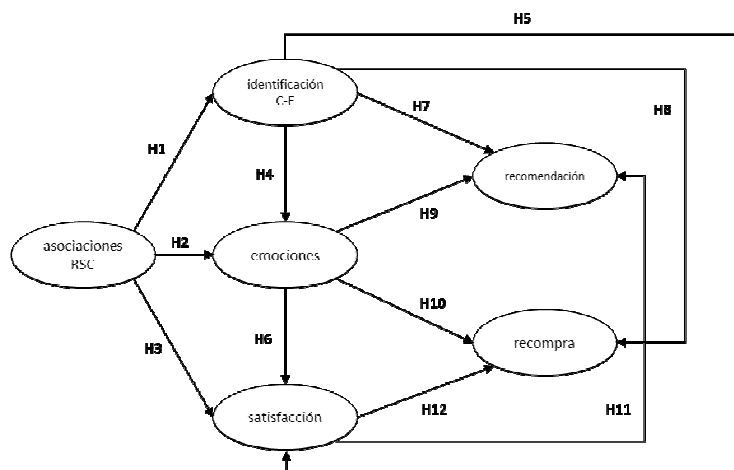 H5
identificación
C-E
H7
H8
H1
H4
recomendación
H9
asociaciones
RSC
H2
emociones
H10
H6
recompra
H3
satisfacción
H12
H11